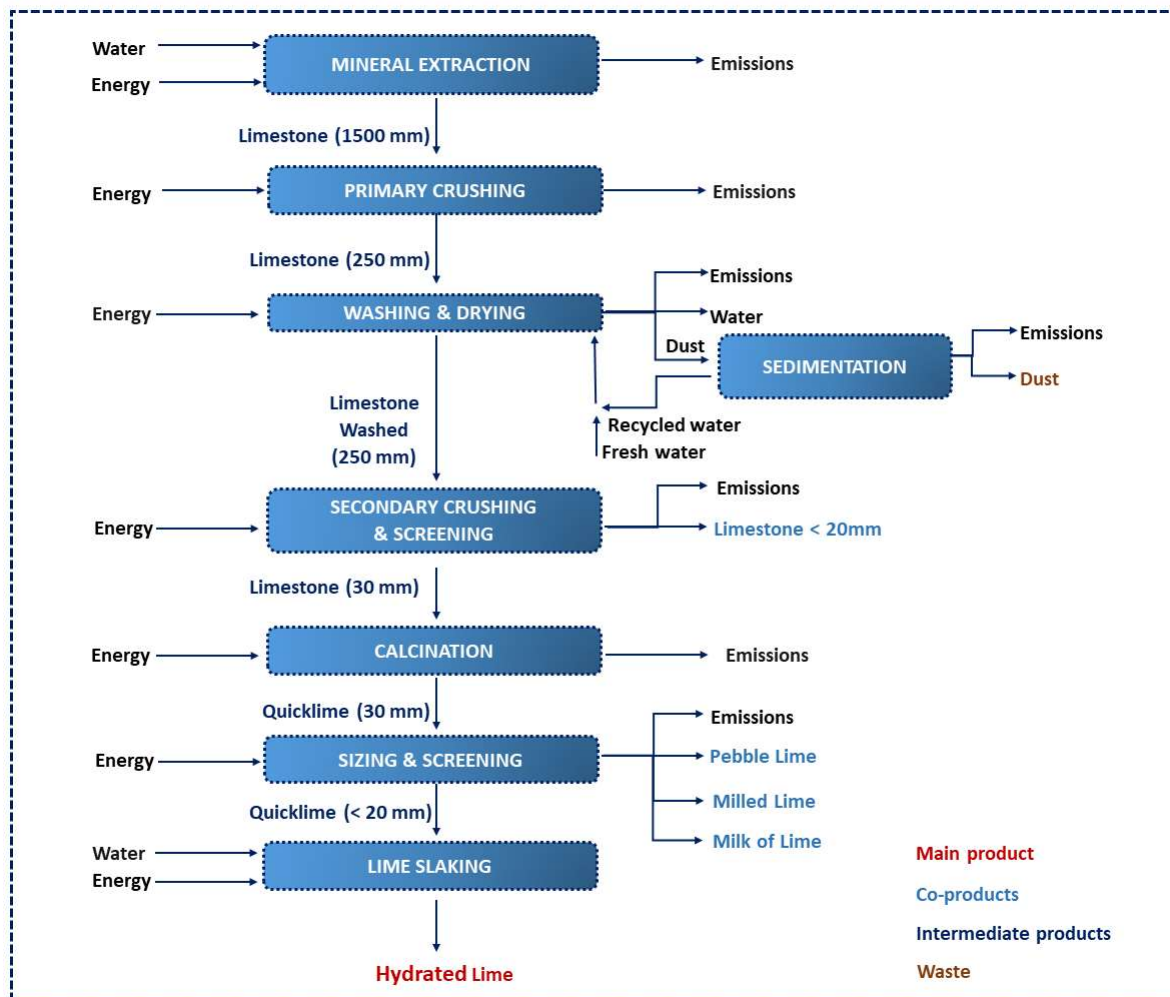 Water
MINERAL EXTRACTION
Emissions
Energy
Limestone (1500 mm)
Energy
PRIMARY CRUSHING
Emissions
Limestone (250 mm)
Emissions
Energy
WASHING & DRYING
Water
Dust
SEDIMENTATION
Emissions
Dust
Limestone
Washed
(250 mm)
Recycled water
Fresh water
Energy
SECONDARY CRUSHING
& SCREENING
Emissions
Limestone < 20mm
Limestone (30 mm)
Energy
CALCINATION
Emissions
Quicklime (30 mm)
Emissions
Energy
SIZING & SCREENING
Pebble Lime
Milled Lime
Milk of Lime
Quicklime (< 20 mm)
Water
Energy
LIME SLAKING
Hydrated Lime
Main product
Co-products
Intermediate products
Waste